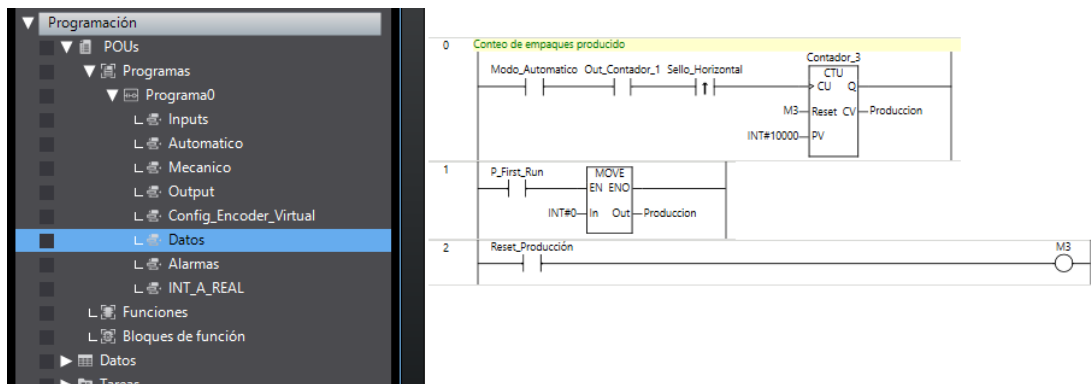 Programación
POUs
Programas
Programa0
Inputs
Automatico
Mecanico
Output
Config_Encoder_Virtual
Datos
Alarmas
INT_A_REAL
Funciones
Bloques de función
Datos
0 Conteo de empaques producido
Contador_3
Modo_Automatico Out_Contador_1 Sello_Horizontal
CTU
CU Q
M3 Reset CV Produccion
INT#10000 PV
1 P_First_Run MOVE
EN ENO
INT#0 In Out Produccion
2 Reset_Producción M3